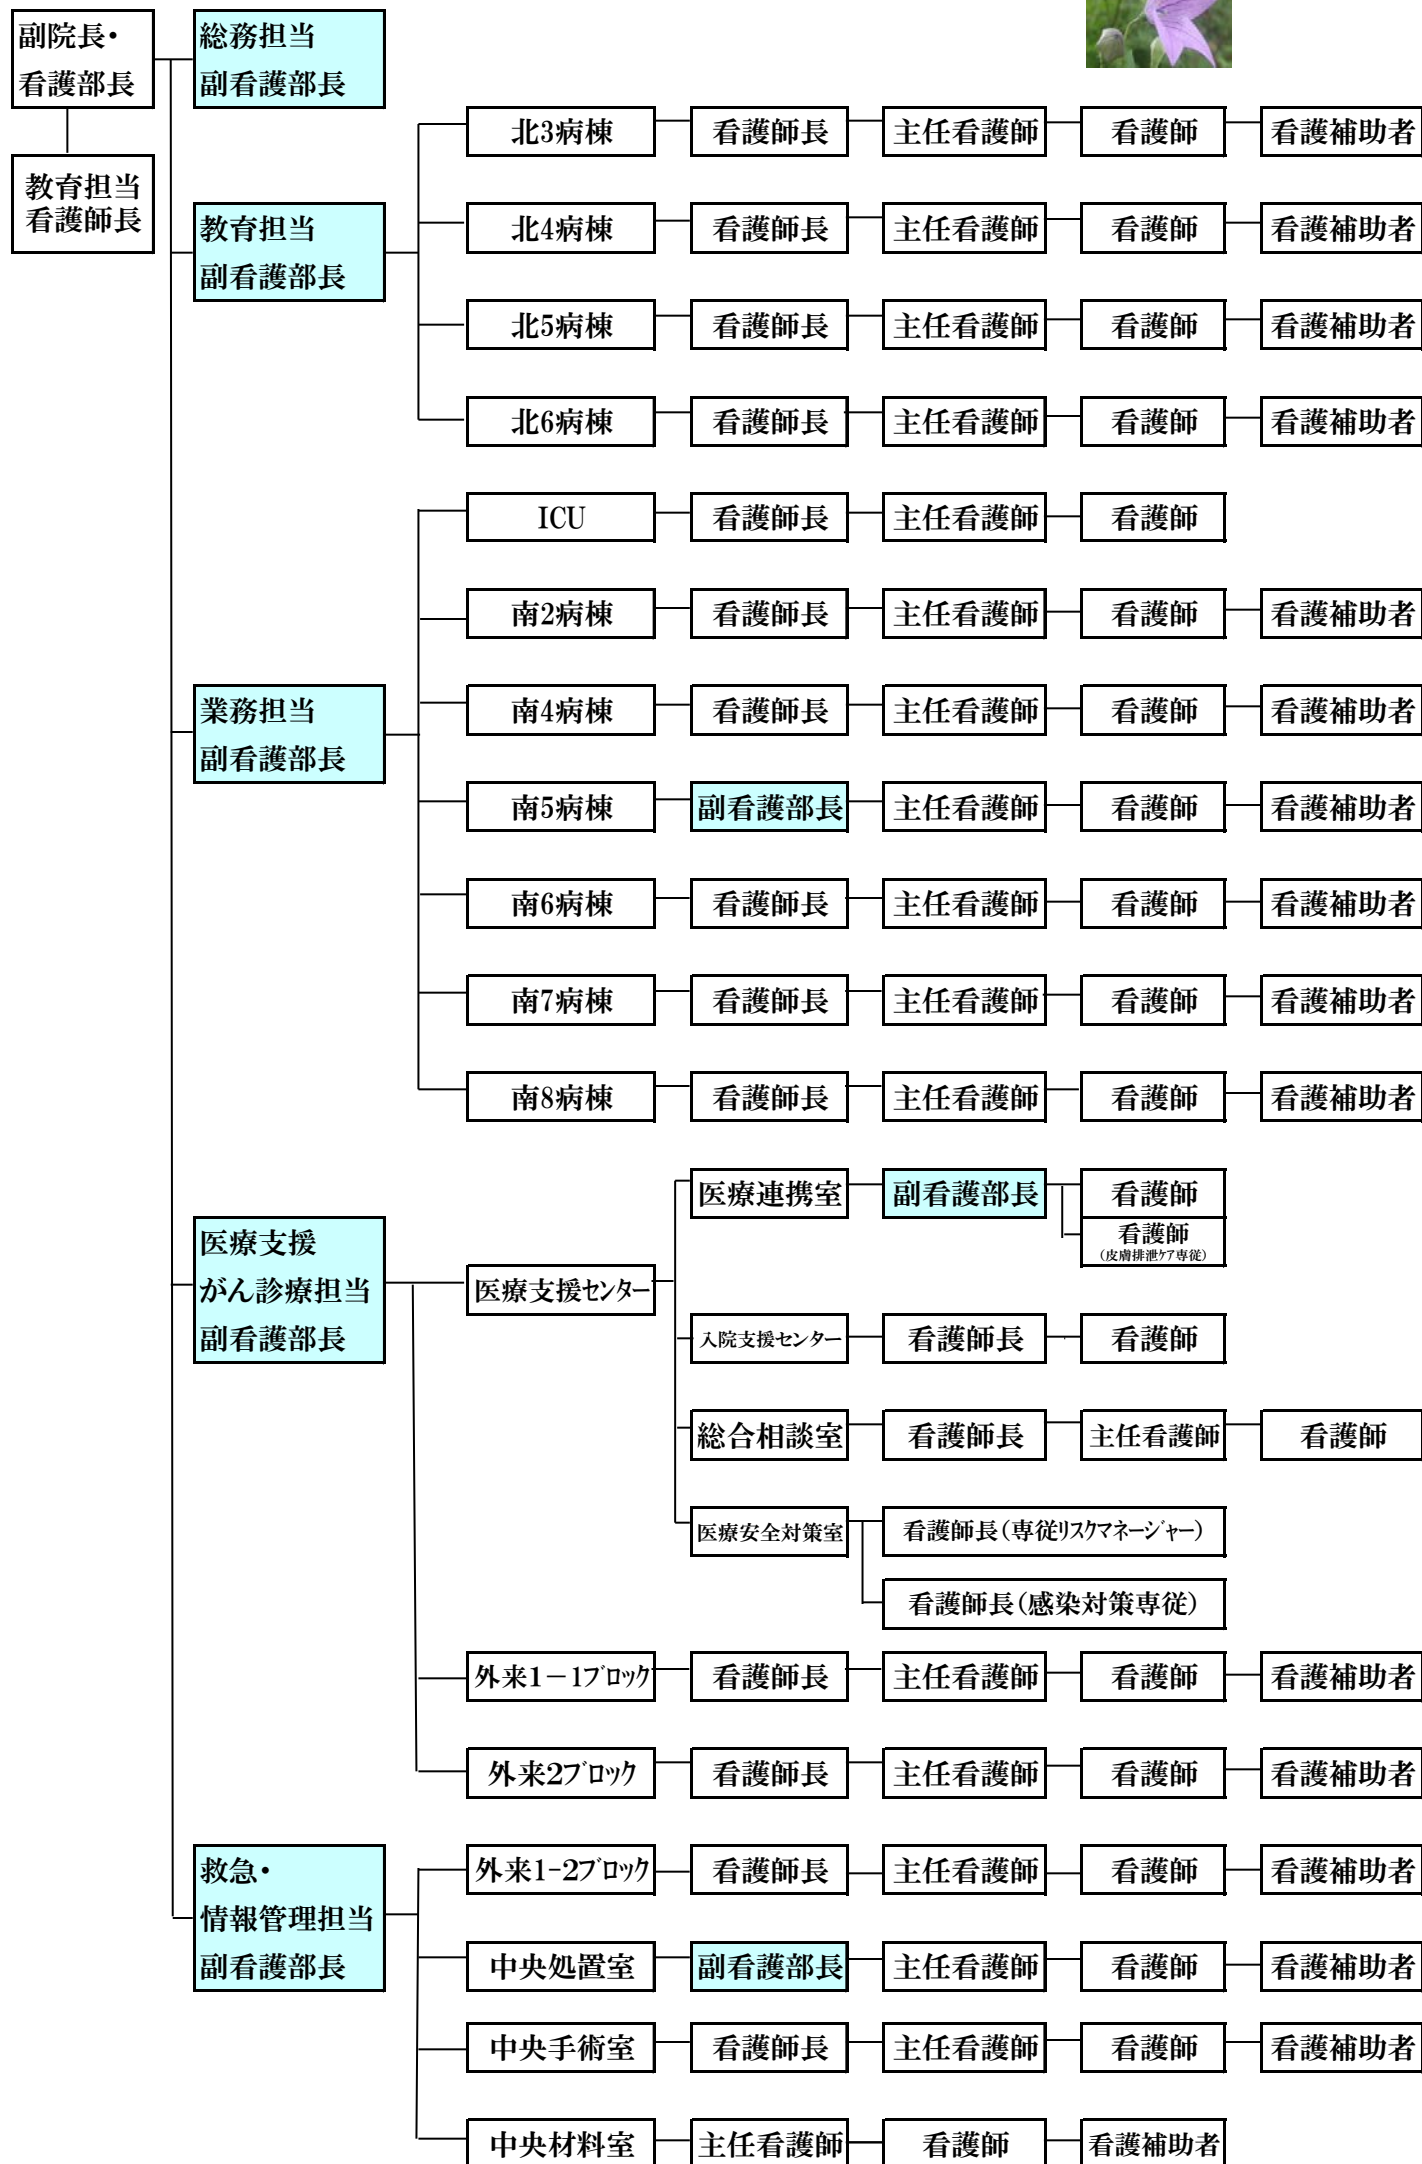 副院長・
看護部長
教育担当
看護師長
総務担当
副看護部長
教育担当
副看護部長
北3病棟 看護師長 主任看護師 看護師 看護補助者
北4病棟 看護師長 主任看護師 看護師 看護補助者
北5病棟 看護師長 主任看護師 看護師 看護補助者
北6病棟 看護師長 主任看護師 看護師 看護補助者
業務担当
副看護部長
ICU 看護師長 主任看護師 看護師
南2病棟 看護師長 主任看護師 看護師 看護補助者
南4病棟 看護師長 主任看護師 看護師 看護補助者
南5病棟 副看護部長 主任看護師 看護師 看護補助者
南6病棟 看護師長 主任看護師 看護師 看護補助者
南7病棟 看護師長 主任看護師 看護師 看護補助者
南8病棟 看護師長 主任看護師 看護師 看護補助者
医療支援
がん診療担当
副看護部長
医療支援ｾﾝﾀｰ
医療連携室 副看護部長 看護師
看護師
（皮膚排泄ｹｱ専従）
入院支援センター 看護師長 看護師
総合相談室 看護師長 主任看護師 看護師
医療安全対策室 看護師長（専従ﾘｽｸﾏﾈｰｼﾞｬｰ）
看護師長（感染対策専従）
外来1－1ﾌﾞﾛｯｸ 看護師長 主任看護師 看護師 看護補助者
外来2ﾌﾞﾛｯｸ 看護師長 主任看護師 看護師 看護補助者
救急・
情報管理担当
副看護部長
外来1-2ﾌﾞﾛｯｸ 看護師長 主任看護師 看護師 看護補助者
中央処置室 副看護部長 主任看護師 看護師 看護補助者
中央手術室 看護師長 主任看護師 看護師 看護補助者
中央材料室 主任看護師 看護師 看護補助者